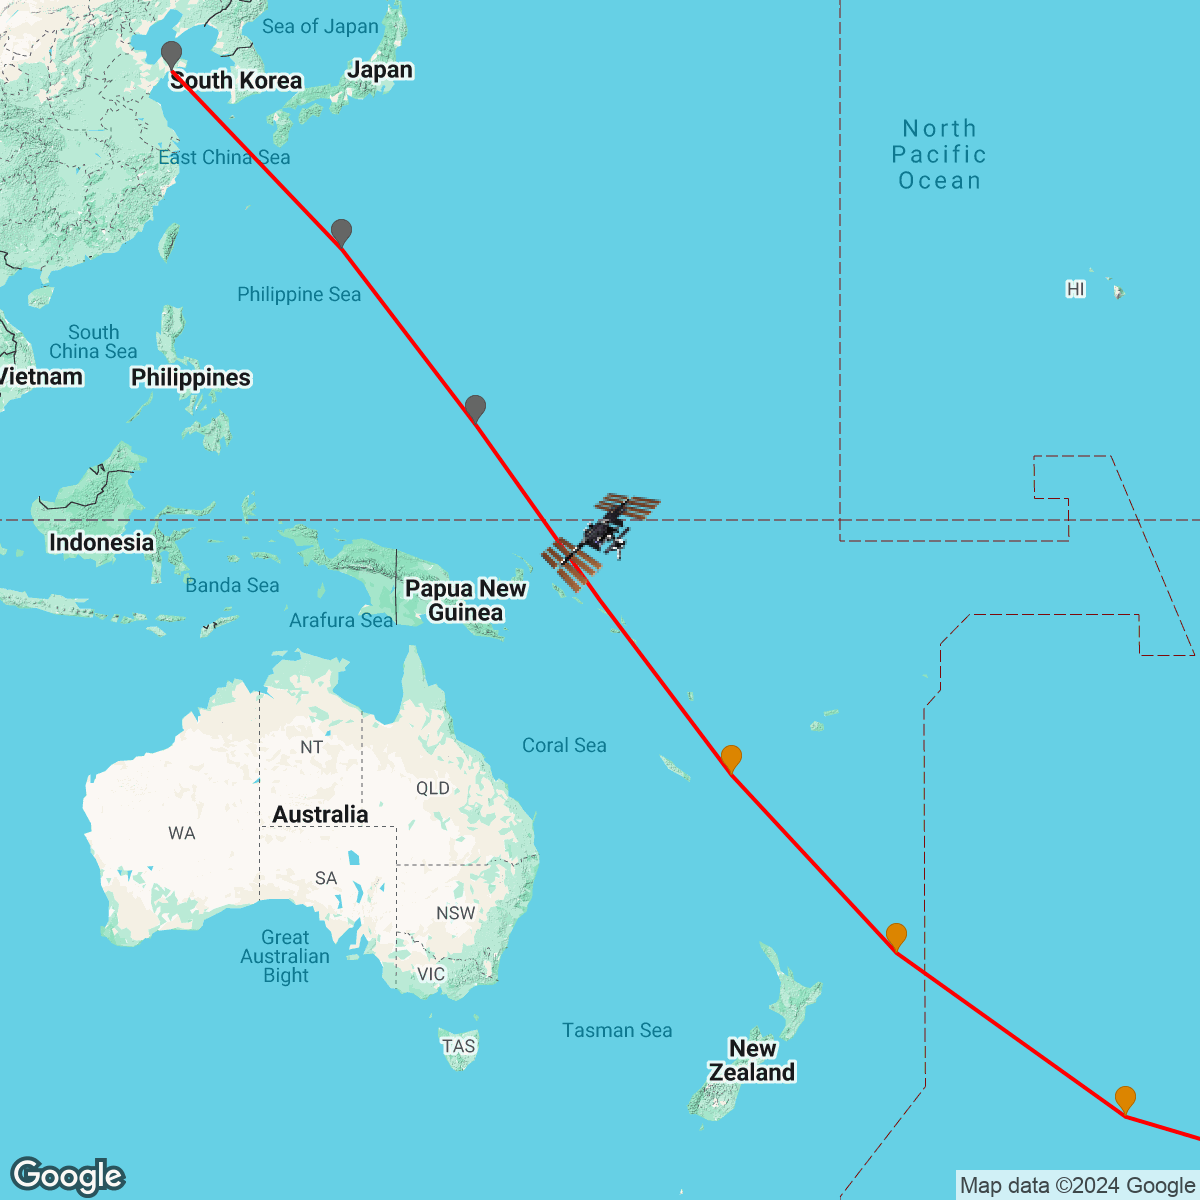 Sea of Japan
Japan
South Korea
North
Pacific
Ocean
East China Sea
HI
Philippine Sea
South
China Sea
Vietnam
Philippines
Indonesia
Banda Sea
Papua New
Guinea
Arafura Sea
Coral Sea
NT
QLD
Australia
WA
SA
NSW
Great
Australian
Bight
VIC
Tasman Sea
TAS
New
Zealand
Google
Map data ©2024 Google